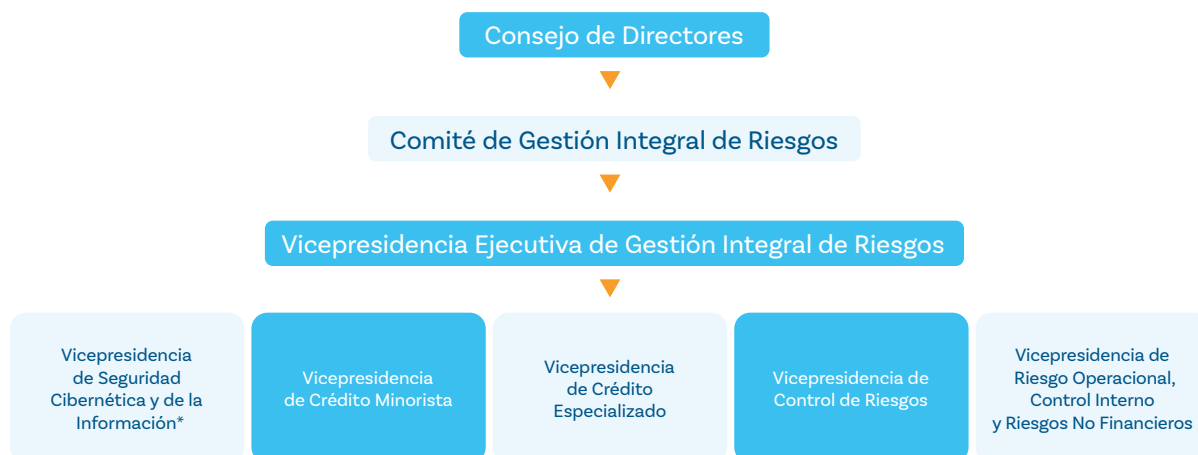 Consejo de Directores
Comité de Gestión Integral de Riesgos
Vicepresidencia Ejecutiva de Gestión Integral de Riesgos
Vicepresidencia
de Seguridad
Cibernética y de la
Información*
Vicepresidencia
de Crédito Minorista
Vicepresidencia
de Crédito
Especializado
Vicepresidencia de
Control de Riesgos
Vicepresidencia de
Riesgo Operacional,
Control Interno
y Riesgos No Financieros